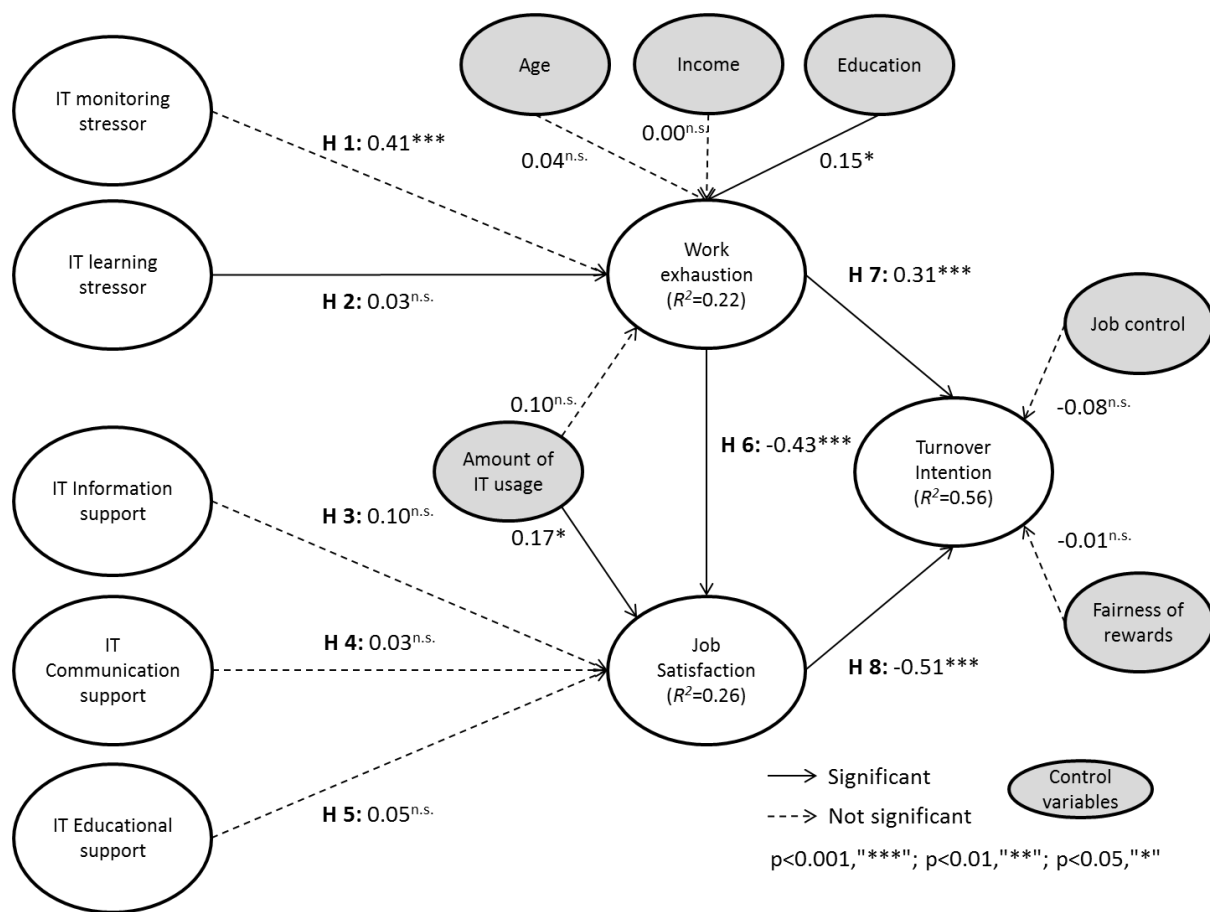 Age
Income
Education
IT monitoring
stressor
H 1: 0.41***
0.04n.s.
0.00n.s.
0.15*
IT learning
stressor
H 2: 0.03n.s.
Work
exhaustion
(R²=0.22)
H 7: 0.31***
Job control
-0.08n.s.
0.10n.s.
Amount of
IT usage
0.17*
H 6: -0.43***
Turnover
Intention
(R²=0.56)
IT Information
support
H 3: 0.10n.s.
-0.01n.s.
Fairness of
rewards
IT
Communication
support
H 4: 0.03n.s.
Job
Satisfaction
(R²=0.26)
H 8: -0.51***
IT Educational
support
H 5: 0.05n.s.
Significant
Not significant
Control
variables
p<0.001,"***"; p<0.01,"**"; p<0.05,"*"